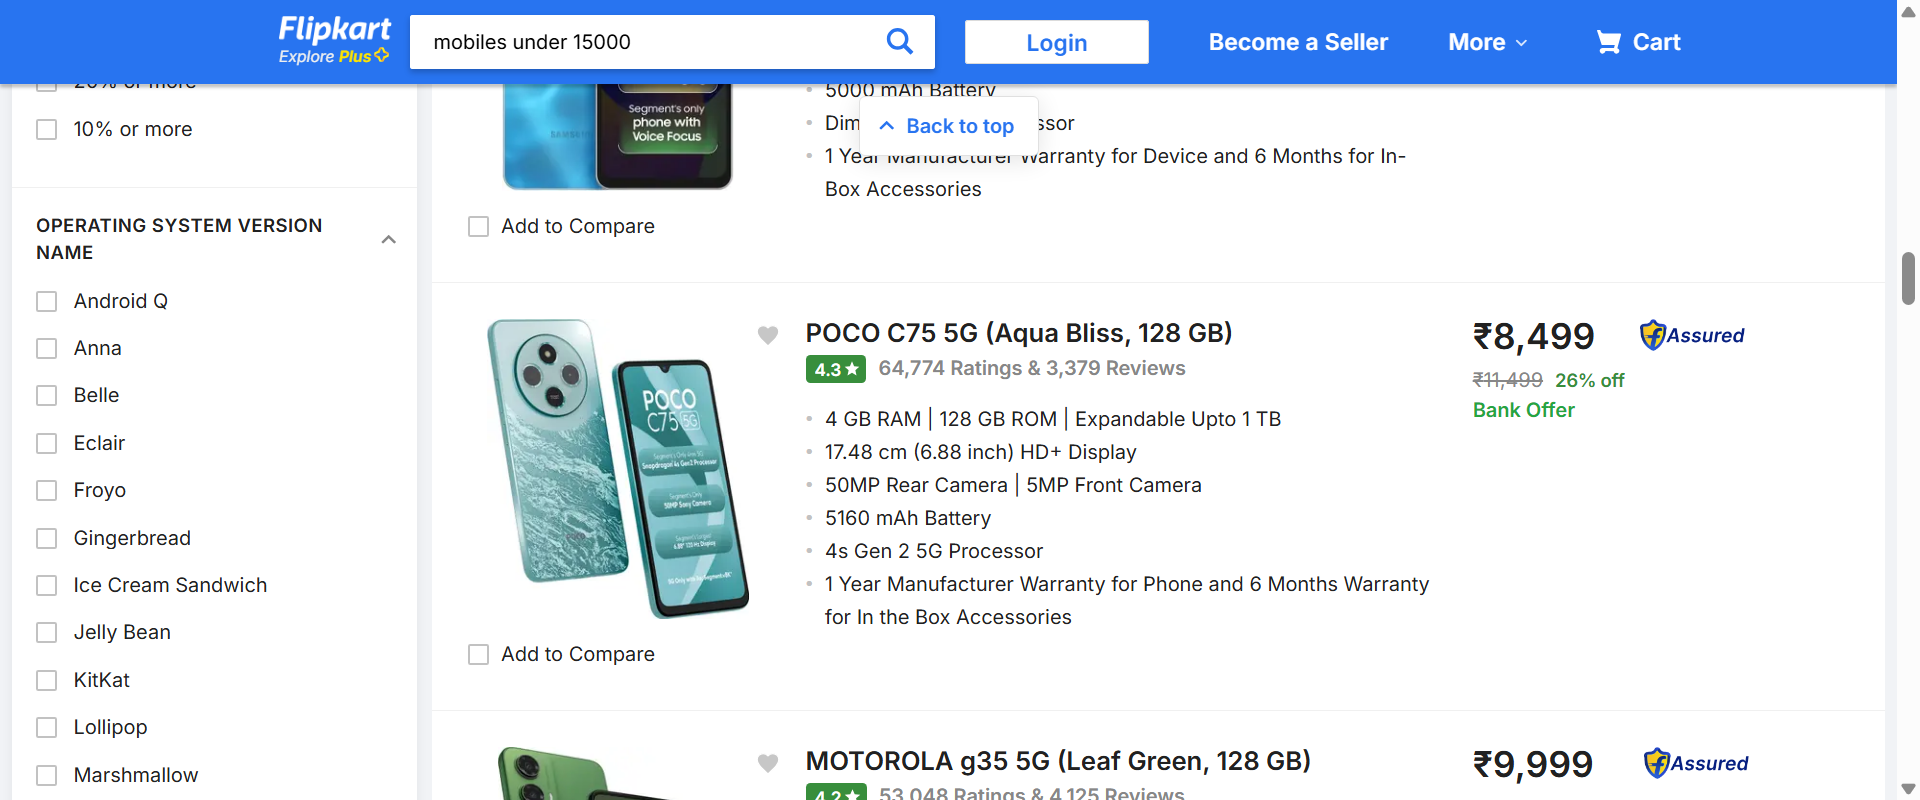 Flipkart
Explore Plus
mobiles under 15000
Login
Become a Seller
More
Cart
20% or more
10% or more
OPERATING SYSTEM VERSION
NAME
Android Q
Anna
Belle
Eclair
Froyo
Gingerbread
Ice Cream Sandwich
Jelly Bean
KitKat
Lollipop
Marshmallow
SAMSUNG
Segment's only
phone with
Voice Focus
5000 mAh Battery
Back to top
1 Year Manufacturer Warranty for Device and 6 Months for In-
Box Accessories
Add to Compare
POCO
C75 5G
Segment's Only
50MP Sony Camera
POCO C75 5G (Aqua Bliss, 128 GB)
4.3★ 64,774 Ratings & 3,379 Reviews
4 GB RAM | 128 GB ROM | Expandable Upto 1 TB
17.48 cm (6.88 inch) HD+ Display
50MP Rear Camera | 5MP Front Camera
5160 mAh Battery
4s Gen 2 5G Processor
1 Year Manufacturer Warranty for Phone and 6 Months Warranty
for In the Box Accessories
₹8,499
Assured
₹11,499 26% off
Bank Offer
Add to Compare
MOTOROLA g35 5G (Leaf Green, 128 GB)
4.2★ 53,048 Ratings & 4,125 Reviews
₹9,999
Assured